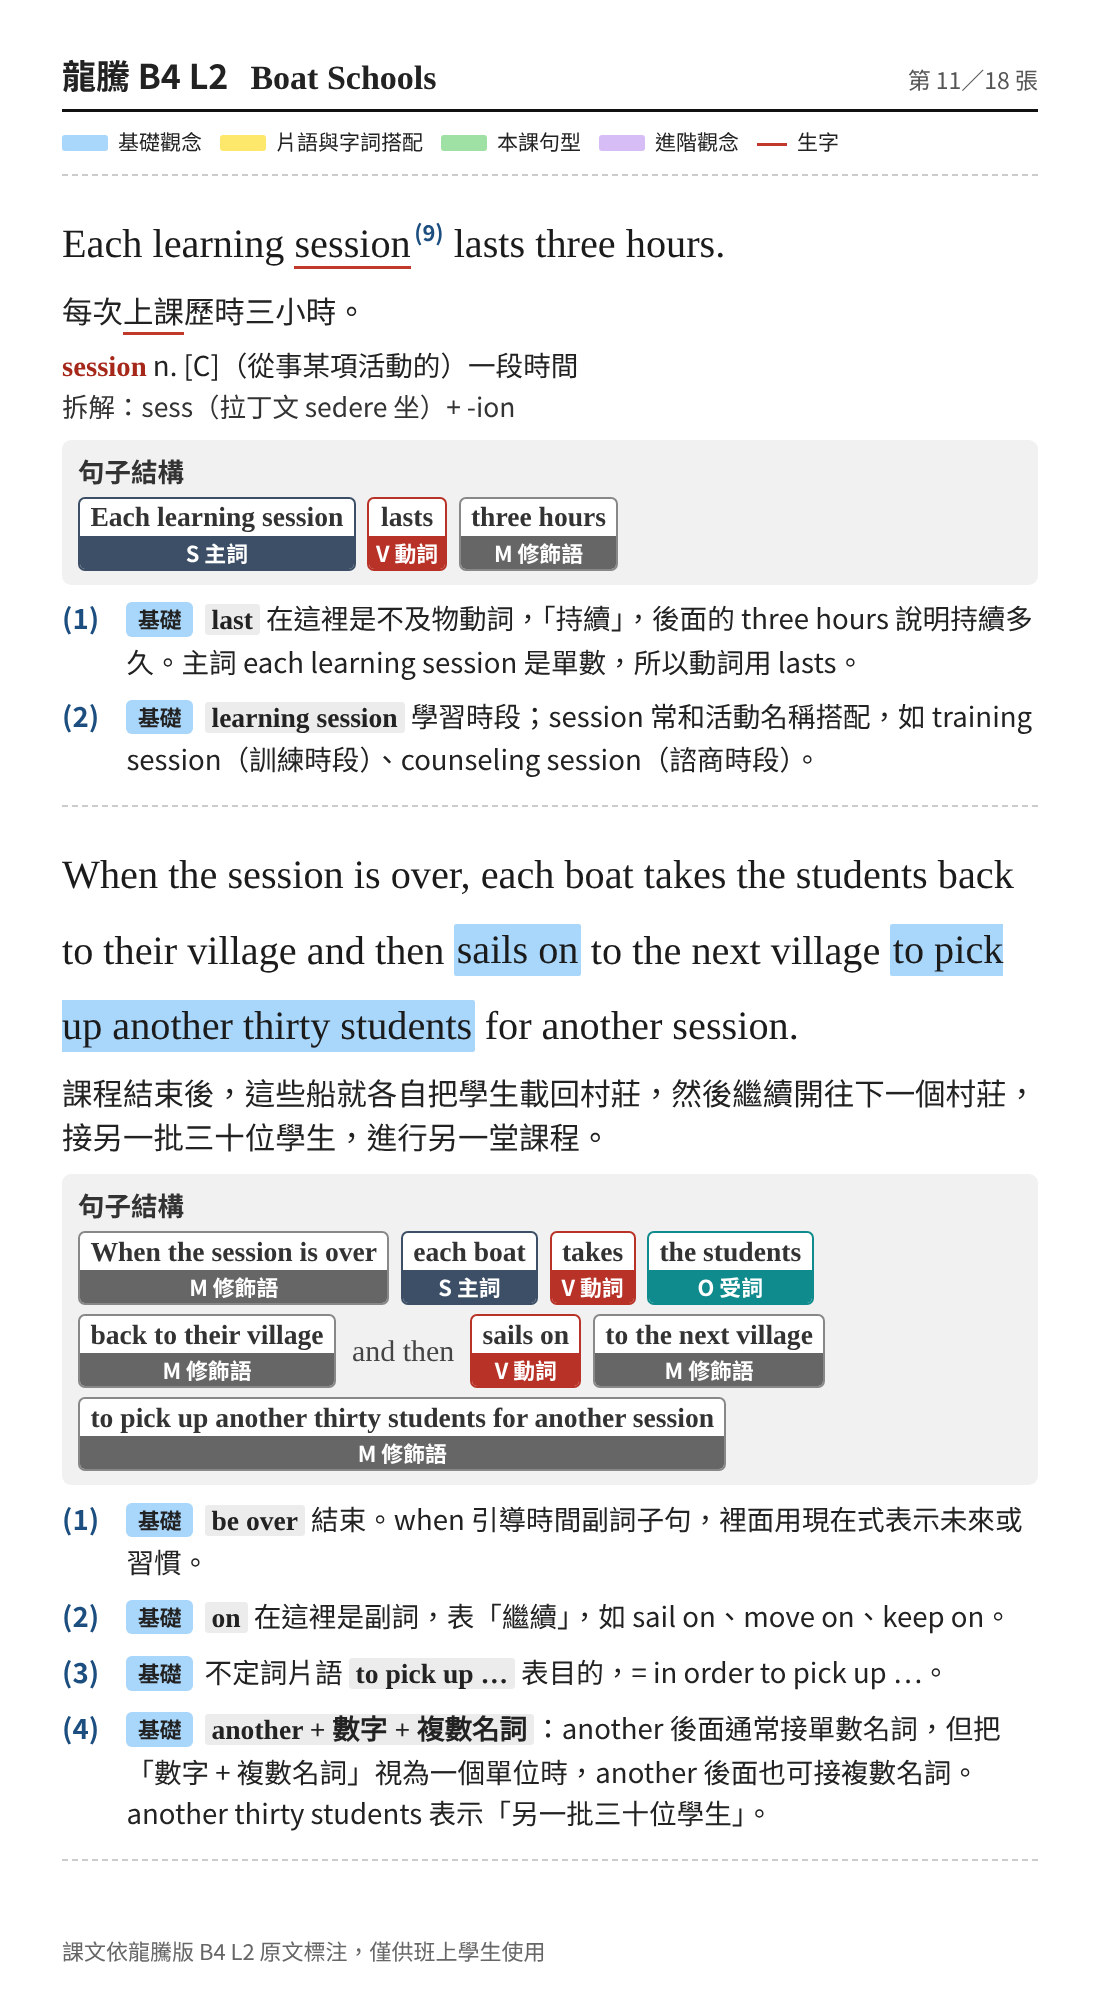 龍騰 B4 L2 Boat Schools
第 11／18 張
基礎觀念 片語與字詞搭配 本課句型 進階觀念 生字
Each learning session(9) lasts three hours.
每次上課歷時三小時。
session n. [C]（從事某項活動的）一段時間
拆解：sess（拉丁文 sedere 坐）+ -ion
句子結構
Each learning session lasts three hours
S 主詞 V 動詞 M 修飾語
(1) 基礎 last 在這裡是不及物動詞，「持續」，後面的 three hours 說明持續多
久。主詞 each learning session 是單數，所以動詞用 lasts。
(2) 基礎 learning session 學習時段；session 常和活動名稱搭配，如 training
session（訓練時段）、counseling session（諮商時段）。
When the session is over, each boat takes the students back
to their village and then sails on to the next village to pick
up another thirty students for another session.
課程結束後，這些船就各自把學生載回村莊，然後繼續開往下一個村莊，
接另一批三十位學生，進行另一堂課程。
句子結構
When the session is over each boat takes the students
M 修飾語 S 主詞 V 動詞 O 受詞
back to their village and then sails on to the next village
M 修飾語 V 動詞 M 修飾語
to pick up another thirty students for another session
M 修飾語
(1) 基礎 be over 結束。when 引導時間副詞子句，裡面用現在式表示未來或
習慣。
(2) 基礎 on 在這裡是副詞，表「繼續」，如 sail on、move on、keep on。
(3) 基礎 不定詞片語 to pick up … 表目的，= in order to pick up …。
(4) 基礎 another + 數字 + 複數名詞：another 後面通常接單數名詞，但把
「數字 + 複數名詞」視為一個單位時，another 後面也可接複數名詞。
another thirty students 表示「另一批三十位學生」。
課文依龍騰版 B4 L2 原文標注，僅供班上學生使用